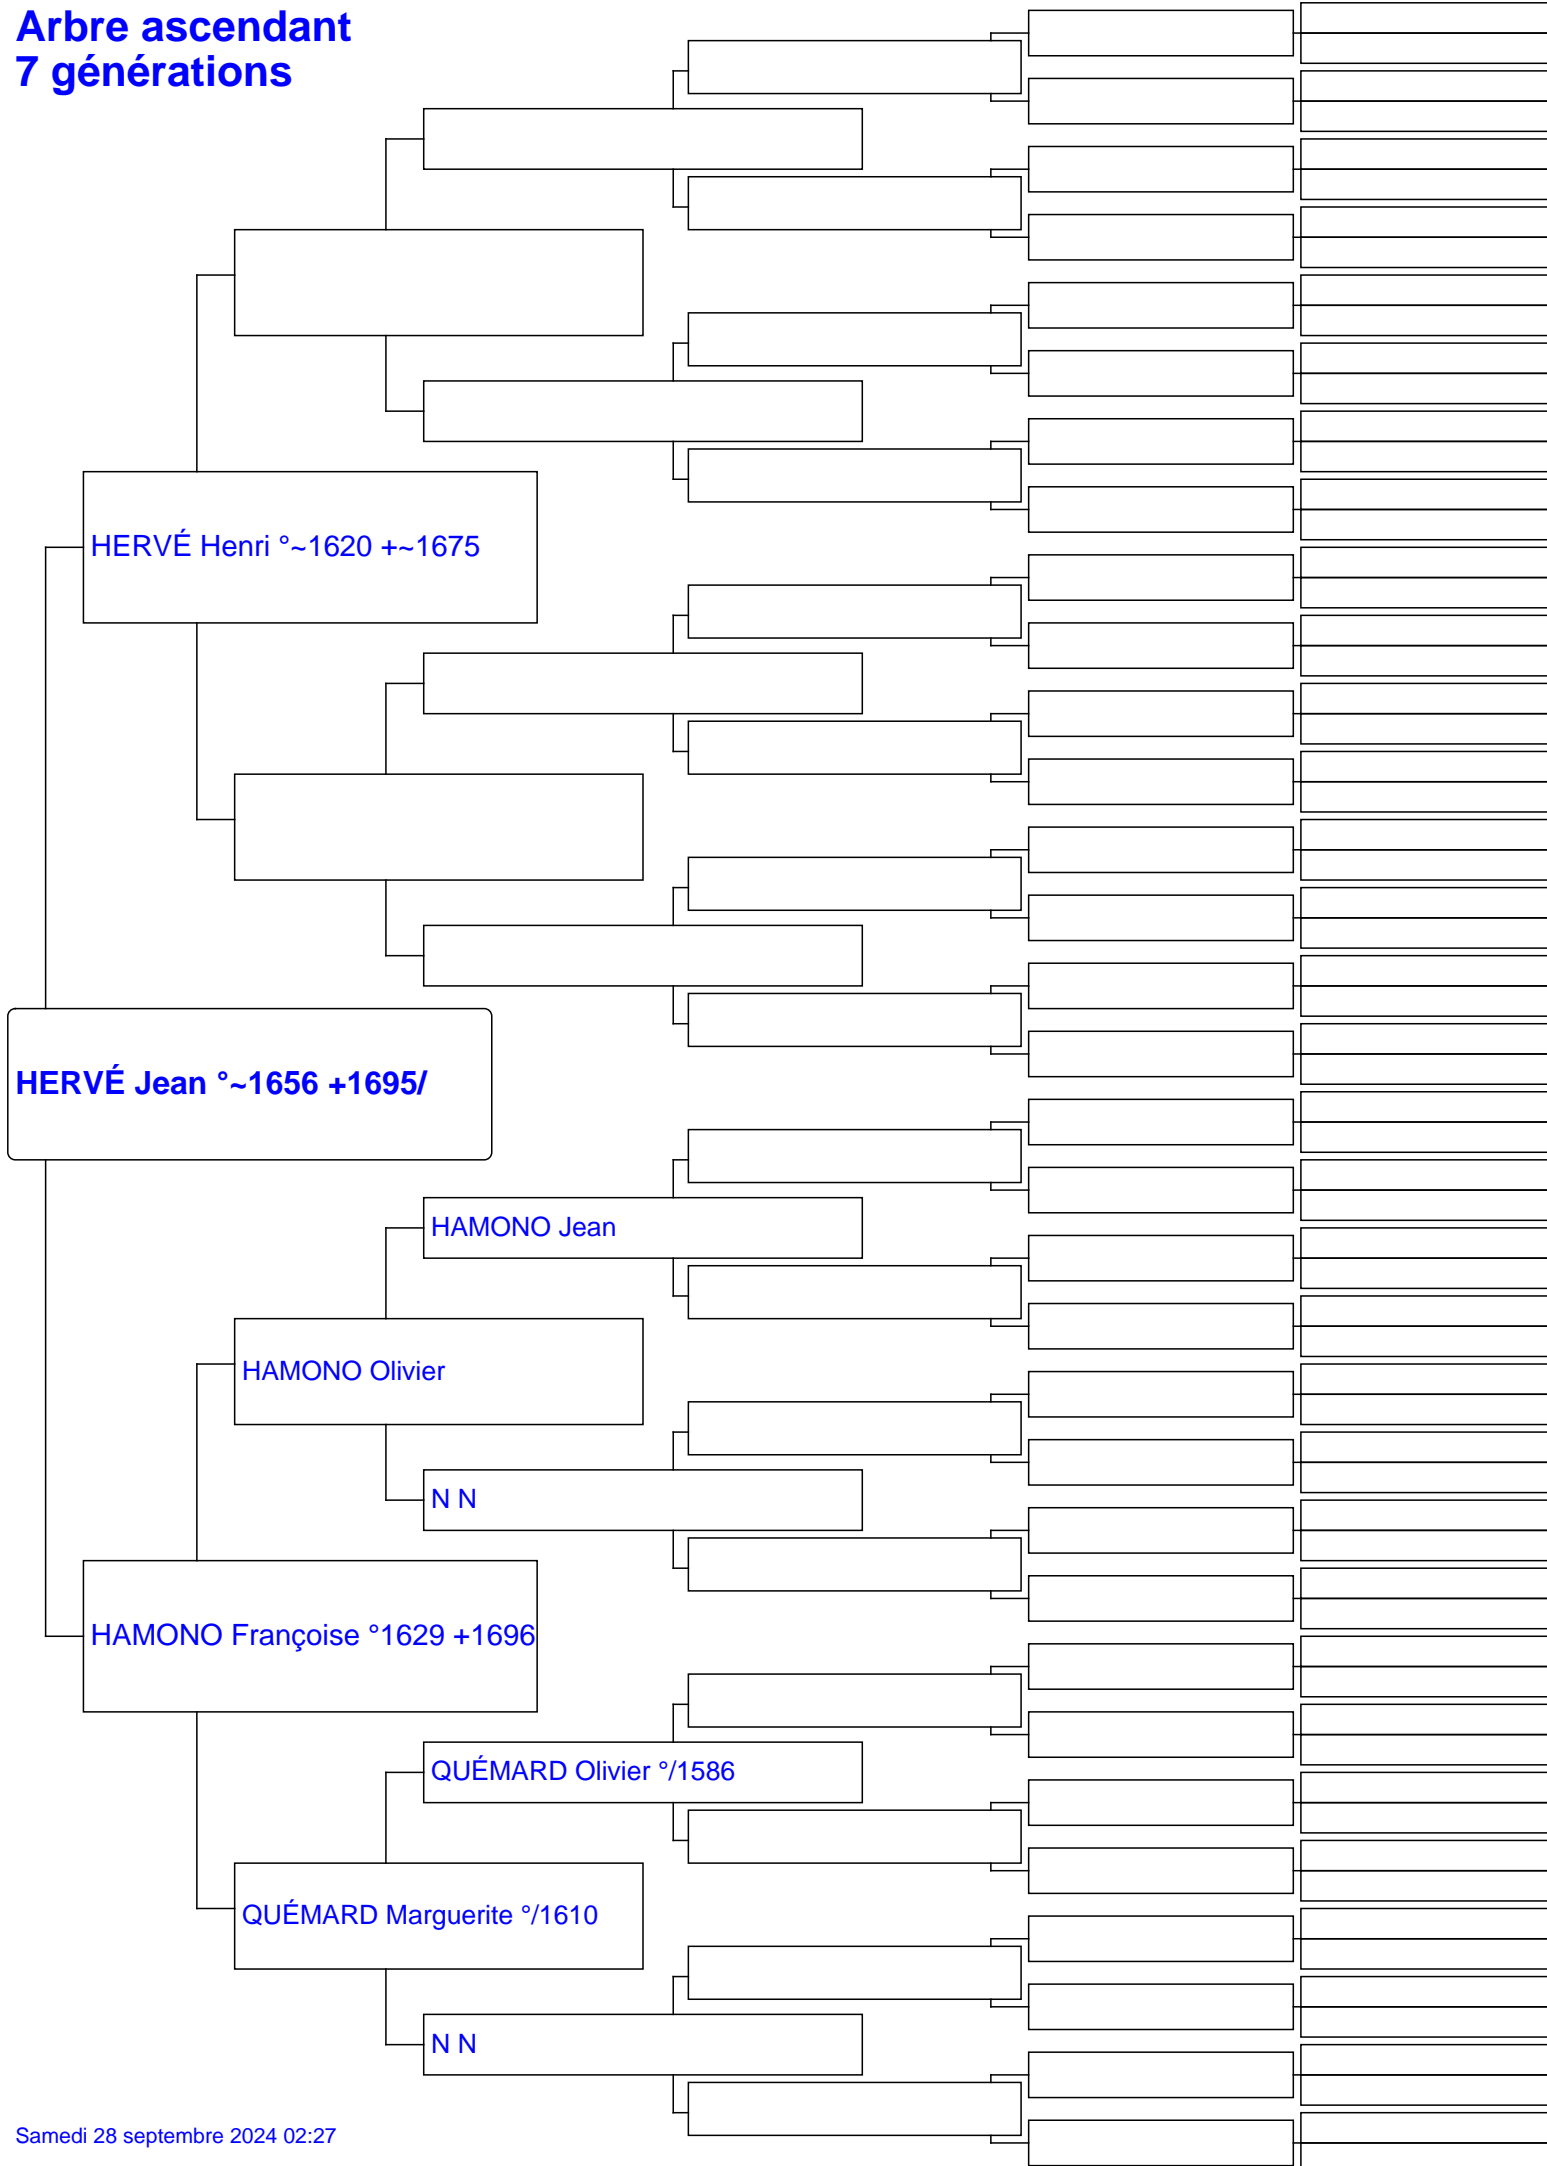 Arbre ascendant
7 générations
HERVÉ Henri °~1620 +~1675
HERVÉ Jean °~1656 +1695/
HAMONO Jean
HAMONO Olivier
N N
HAMONO Françoise °1629 +1696
QUÉMARD Olivier °/1586
QUÉMARD Marguerite °/1610
N N
Samedi 28 septembre 2024 02:27